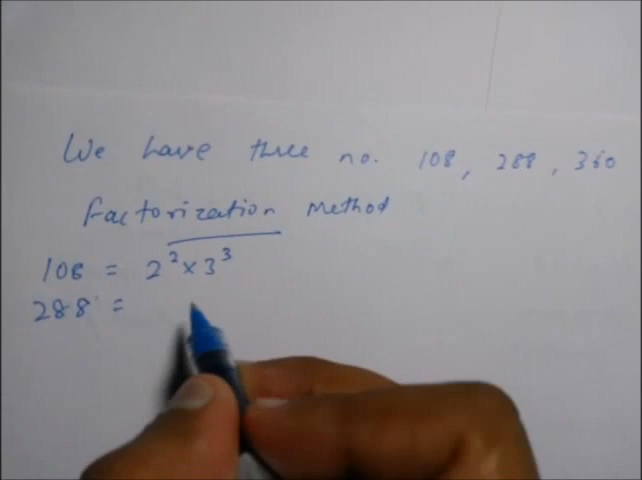 We have three no. 108, 288, 360
Factorization Method
108 = 2² × 3³
288 =